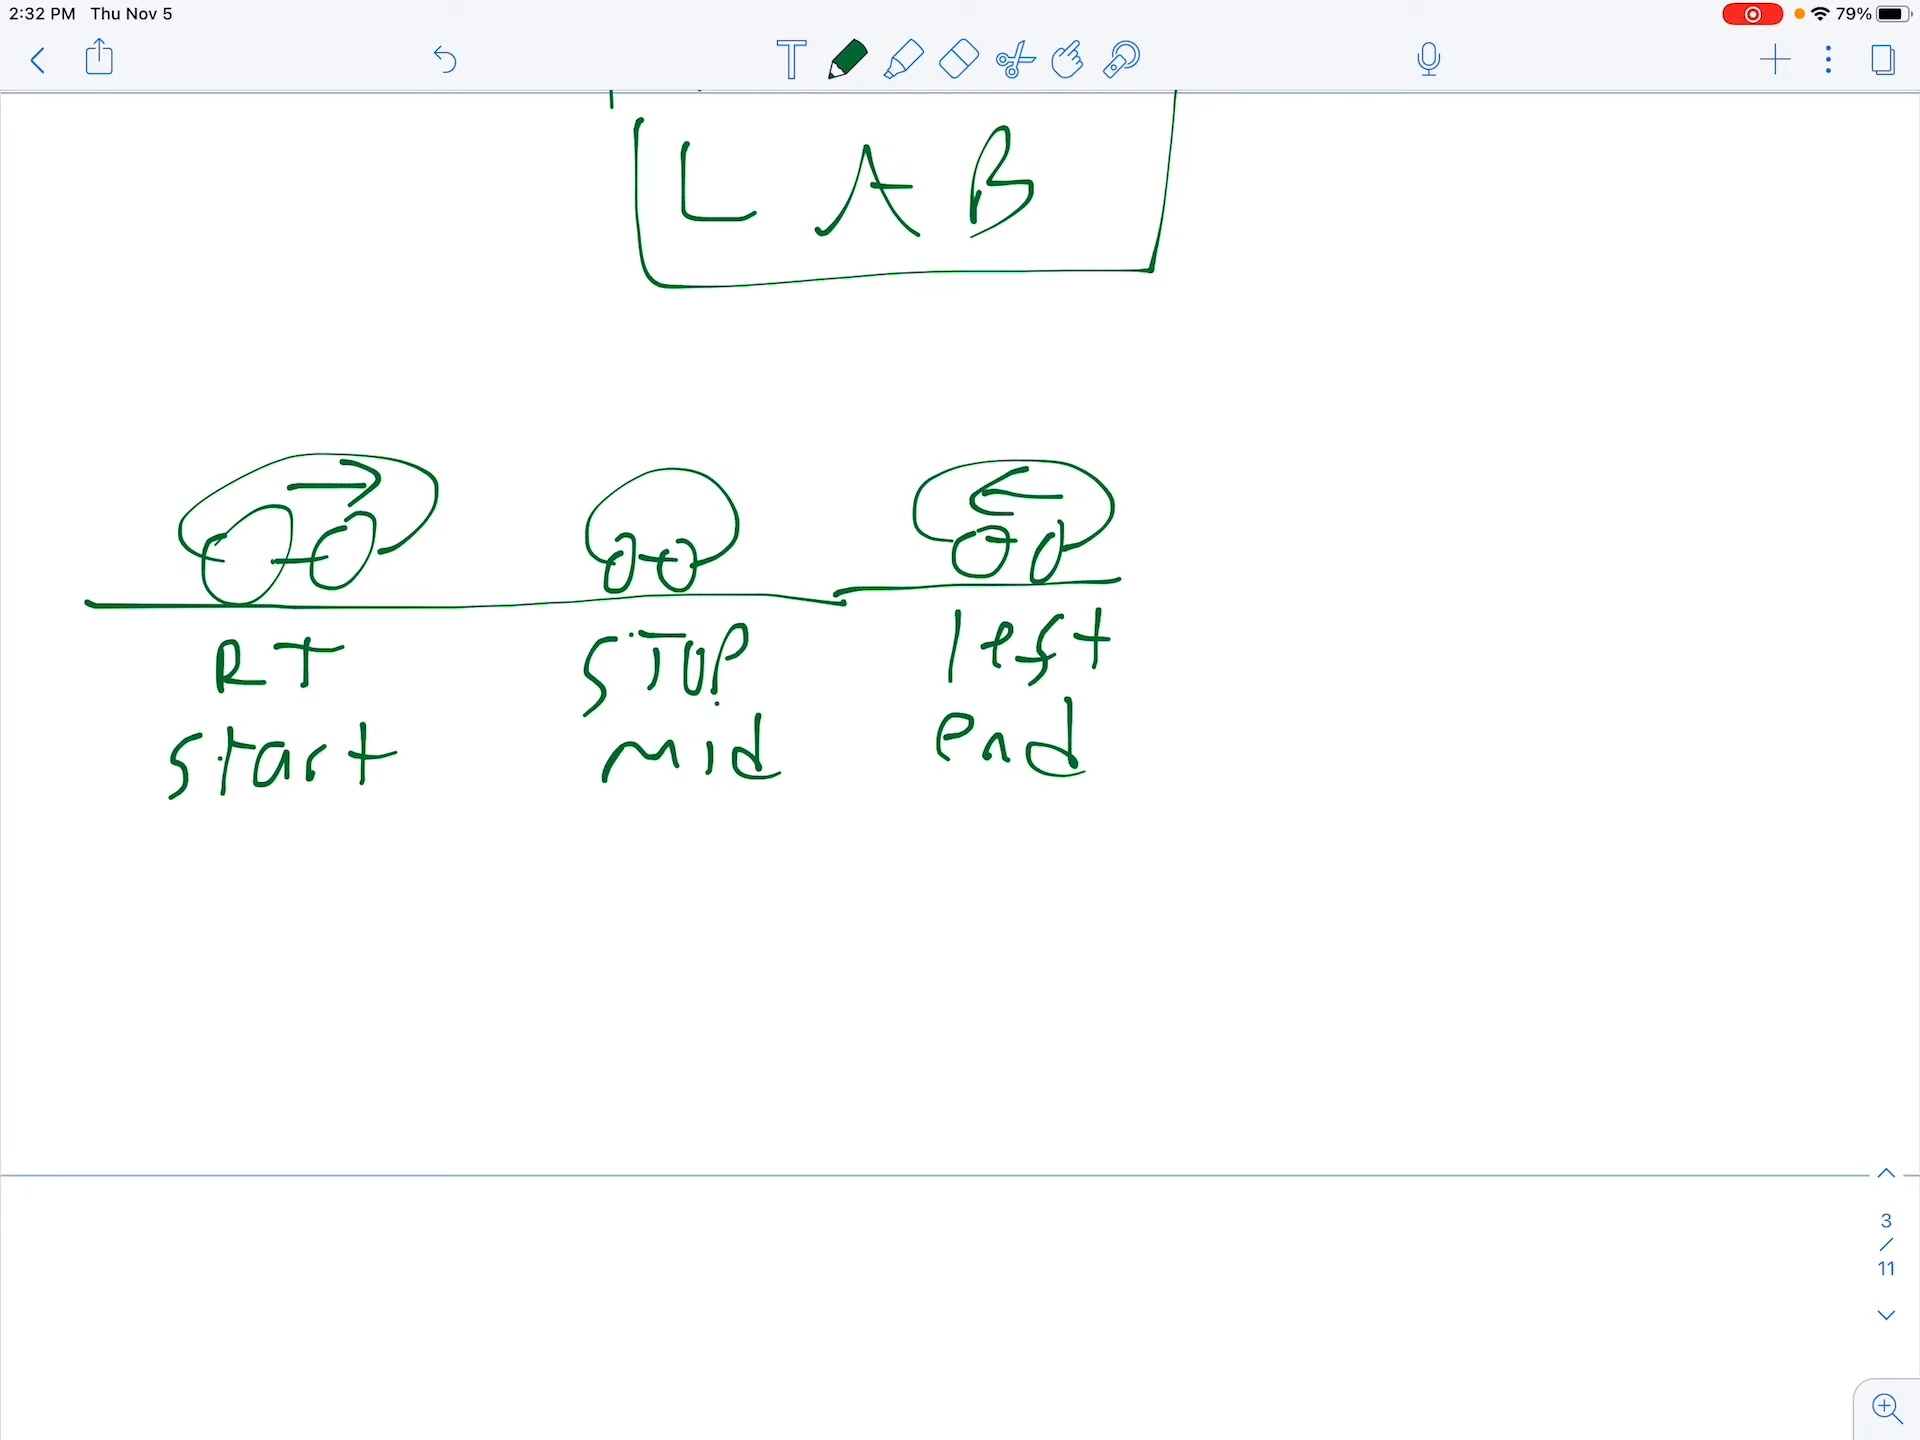 2:32 PM Thu Nov 5
79%
LAB
RT STOP left
start mid end
3
/
11